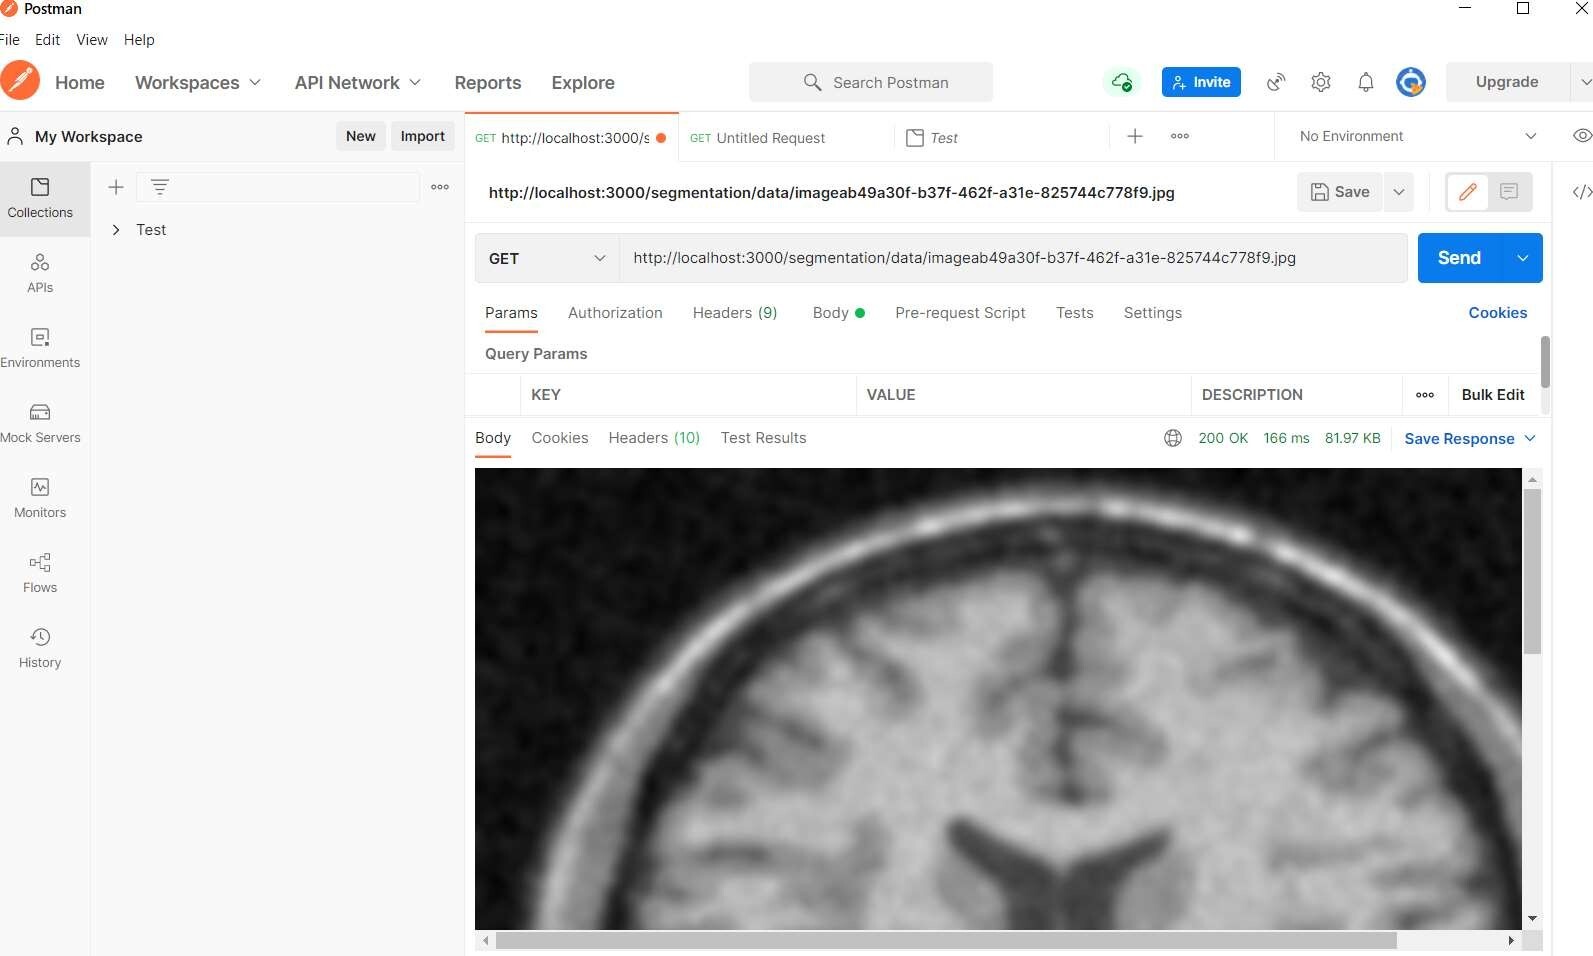 Postman
File Edit View Help
Home Workspaces API Network Reports Explore Search Postman Invite Upgrade
My Workspace New Import GET http://localhost:3000/s GET Untitled Request Test No Environment
http://localhost:3000/segmentation/data/imageab49a30f-b37f-462f-a31e-825744c778f9.jpg Save
Collections
Test
GET http://localhost:3000/segmentation/data/imageab49a30f-b37f-462f-a31e-825744c778f9.jpg Send
APIs
Params Authorization Headers (9) Body Pre-request Script Tests Settings Cookies
Environments
Query Params
KEY VALUE DESCRIPTION Bulk Edit
Mock Servers
Body Cookies Headers (10) Test Results 200 OK 166 ms 81.97 KB Save Response
Monitors
Flows
History